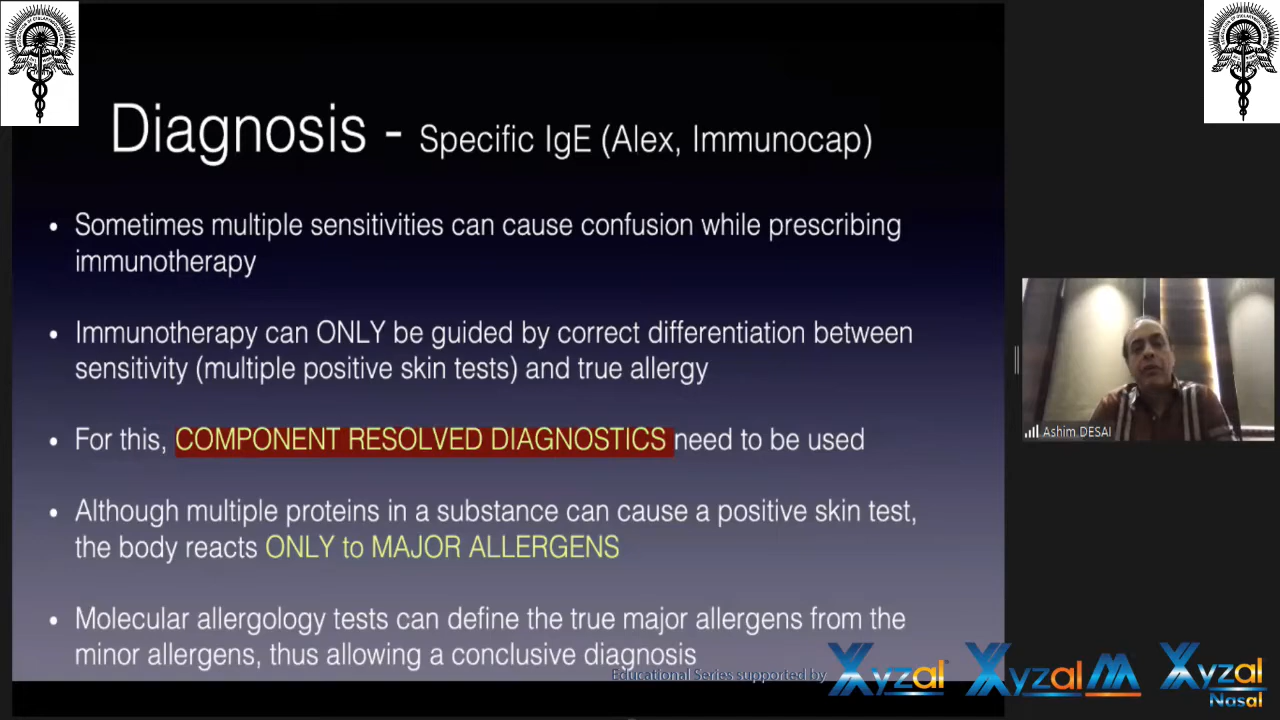 Diagnosis - Specific IgE (Alex, Immunocap)
• Sometimes multiple sensitivities can cause confusion while prescribing
immunotherapy
• Immunotherapy can ONLY be guided by correct differentiation between
sensitivity (multiple positive skin tests) and true allergy
• For this, COMPONENT RESOLVED DIAGNOSTICS need to be used
• Although multiple proteins in a substance can cause a positive skin test,
the body reacts ONLY to MAJOR ALLERGENS
• Molecular allergology tests can define the true major allergens from the
minor allergens, thus allowing a conclusive diagnosis
Ashim DESAI
Educational Series supported by
Xyzal
Xyzal M
Xyzal
Nasal